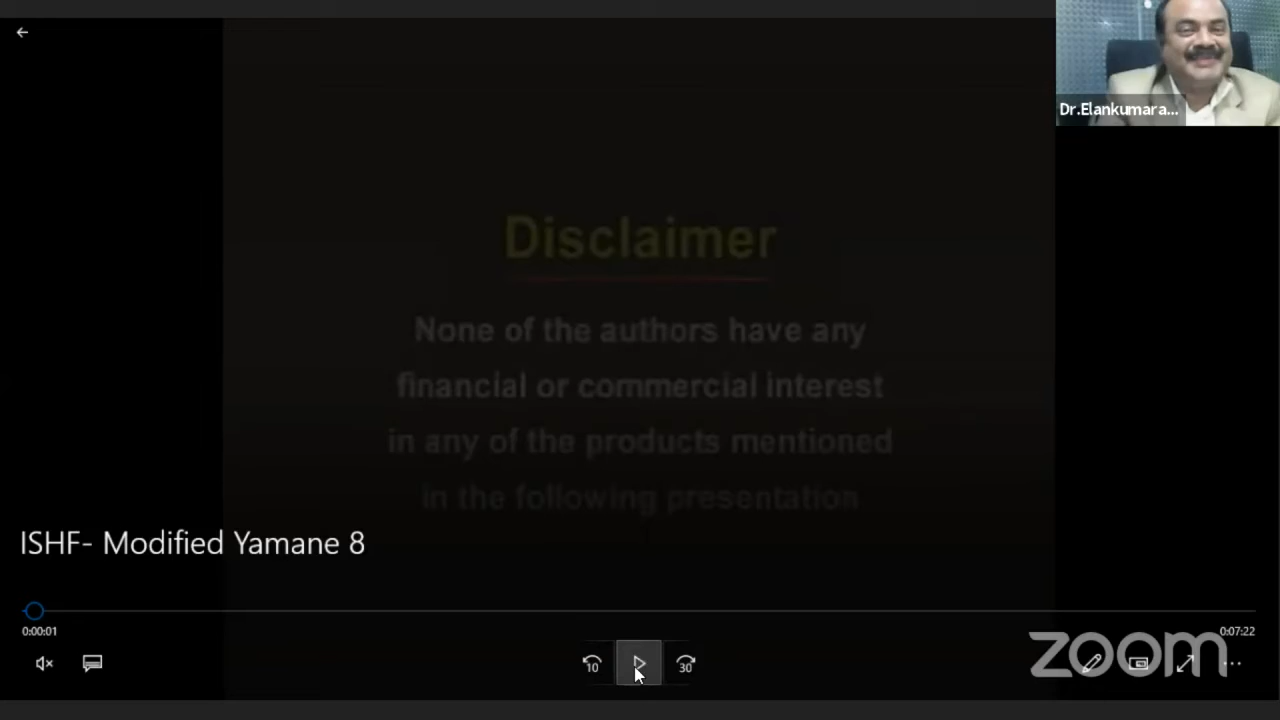 Dr.Elankumara...
Disclaimer
None of the authors have any
financial or commercial interest
in any of the products mentioned
in the following presentation
ISHF- Modified Yamane 8
0:00:01
0:07:22
10
30
zoom